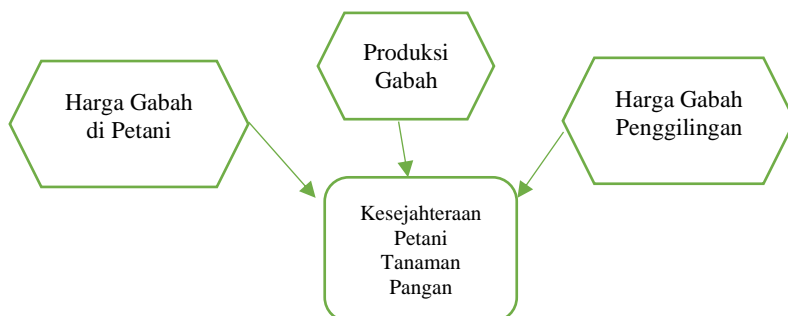 Harga Gabah
di Petani
Produksi
Gabah
Harga Gabah
Penggilingan
Kesejahteraan
Petani
Tanaman
Pangan